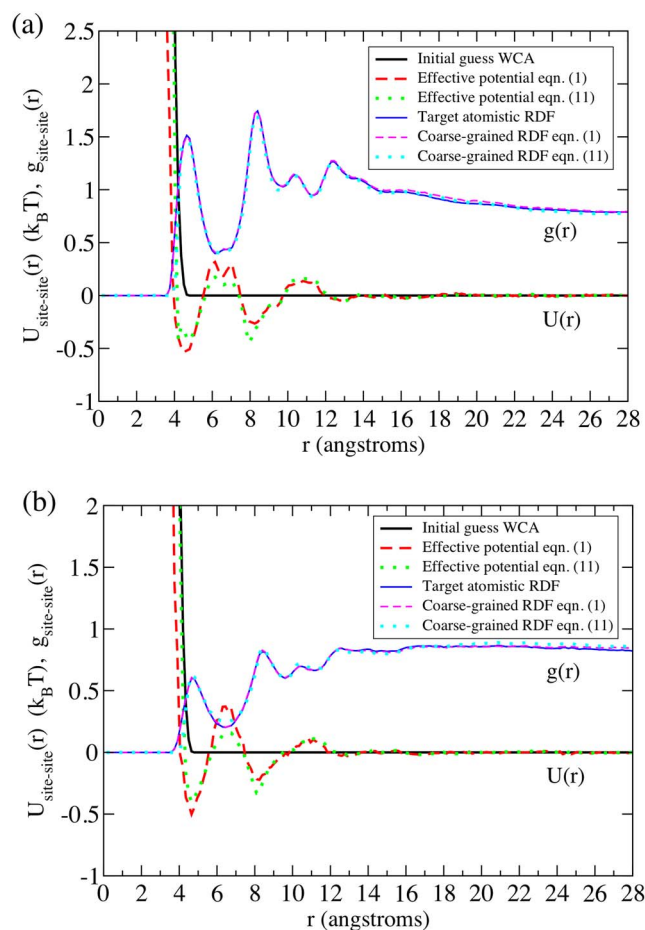 (a)
2.5
2
1.5
1
0.5
0
-0.5
-1
U_site-site(r) (k_BT), g_site-site(r)
Initial guess WCA
Effective potential eqn. (1)
Effective potential eqn. (11)
Target atomistic RDF
Coarse-grained RDF eqn. (1)
Coarse-grained RDF eqn. (11)
g(r)
U(r)
0 2 4 6 8 10 12 14 16 18 20 22 24 26 28
r (angstroms)
(b)
2
1.5
1
0.5
0
-0.5
-1
U_site-site(r) (k_BT), g_site-site(r)
Initial guess WCA
Effective potential eqn. (1)
Effective potential eqn. (11)
Target atomistic RDF
Coarse-grained RDF eqn. (1)
Coarse-grained RDF eqn. (11)
g(r)
U(r)
0 2 4 6 8 10 12 14 16 18 20 22 24 26 28
r (angstroms)